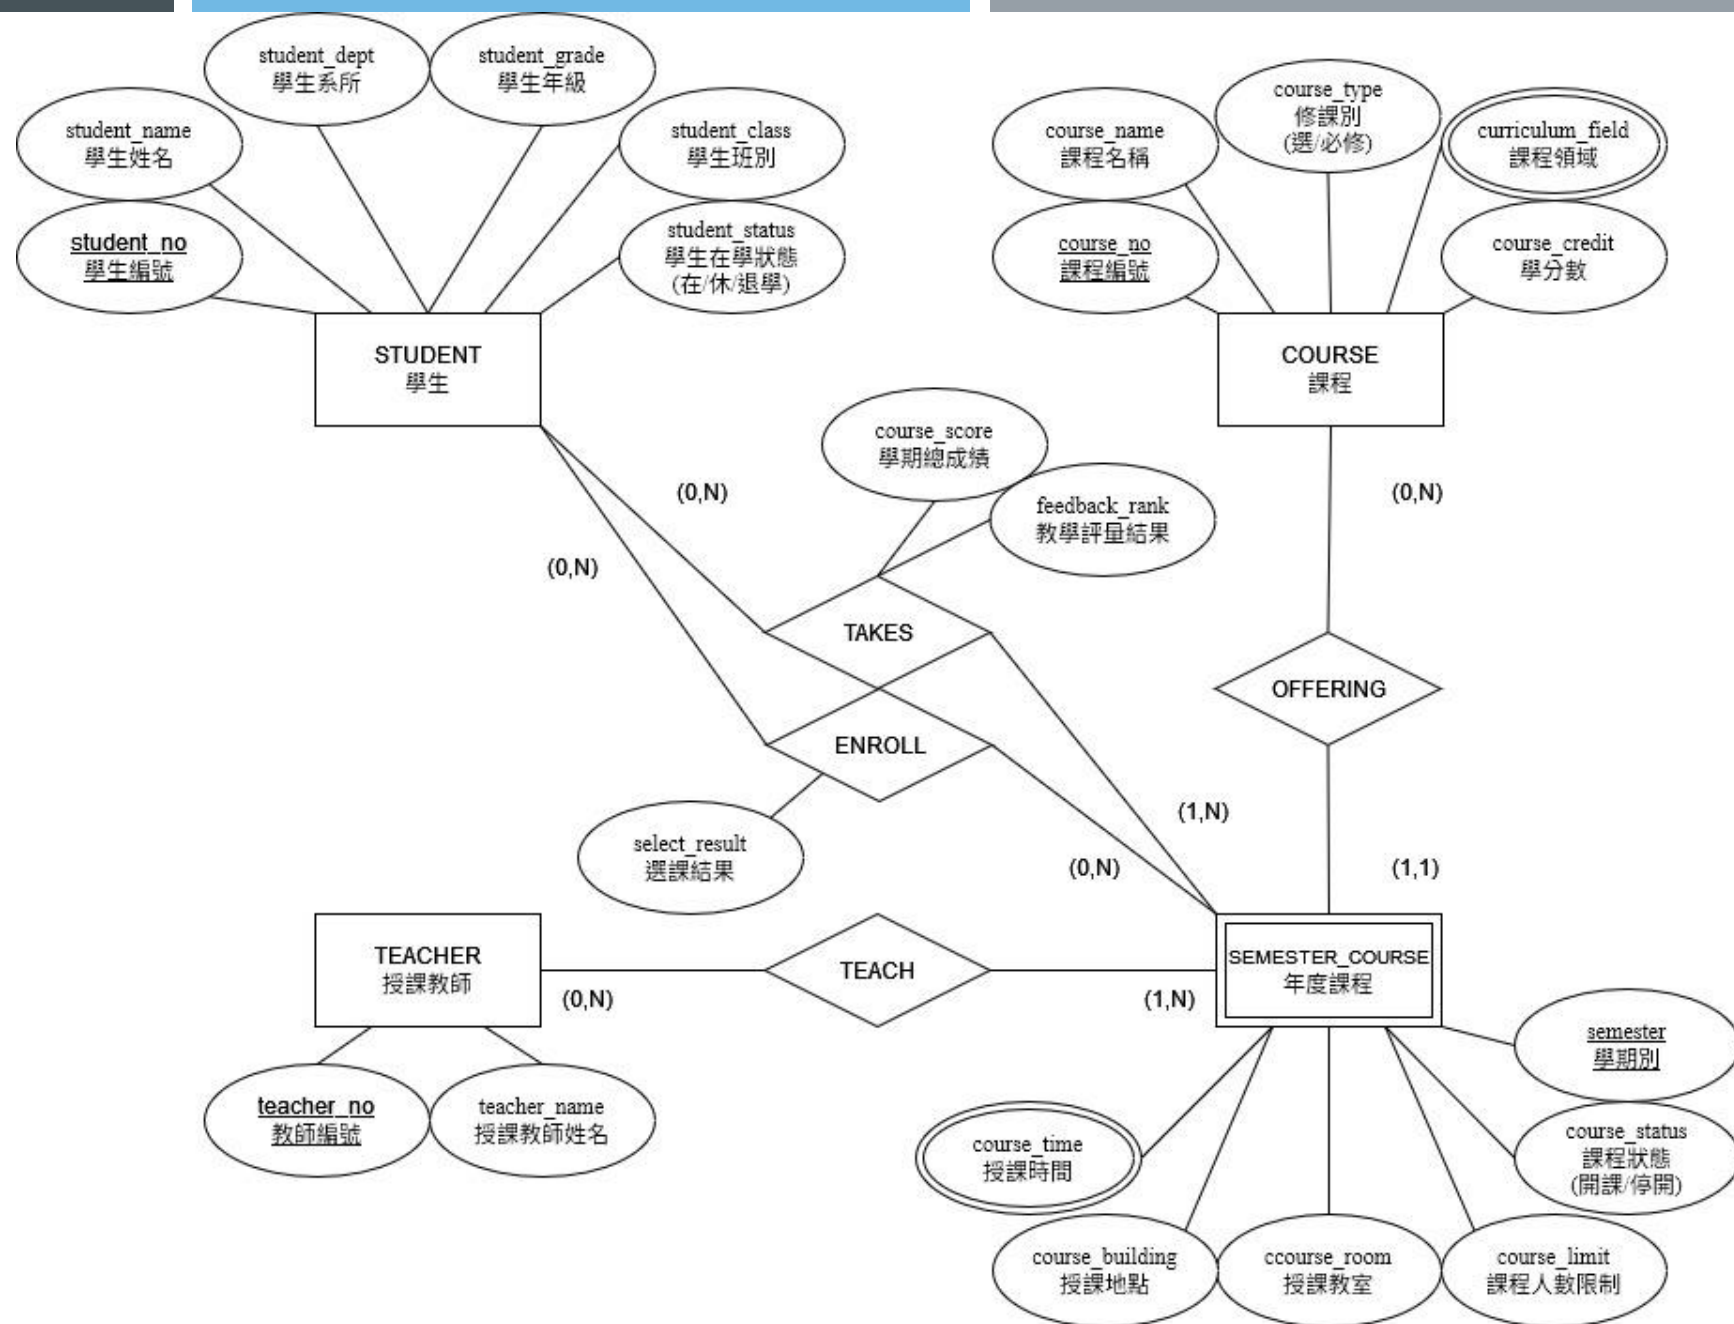 student_dept
學生系所
student_grade
學生年級
student_name
學生姓名
student_class
學生班別
student_no
學生編號
student_status
學生在學狀態
(在/休/退學)
STUDENT
學生
course_name
課程名稱
course_type
修課別
(選/必修)
curriculum_field
課程領域
course_no
課程編號
course_credit
學分數
COURSE
課程
course_score
學期總成績
feedback_rank
教學評量結果
(0,N)
(0,N)
(0,N)
TAKES
OFFERING
ENROLL
select_result
選課結果
(1,N)
(0,N)
(1,1)
TEACHER
授課教師
(0,N)
TEACH
(1,N)
SEMESTER_COURSE
年度課程
teacher_no
教師編號
teacher_name
授課教師姓名
semester
學期別
course_time
授課時間
course_status
課程狀態
(開課/停開)
course_building
授課地點
ccourse_room
授課教室
course_limit
課程人數限制